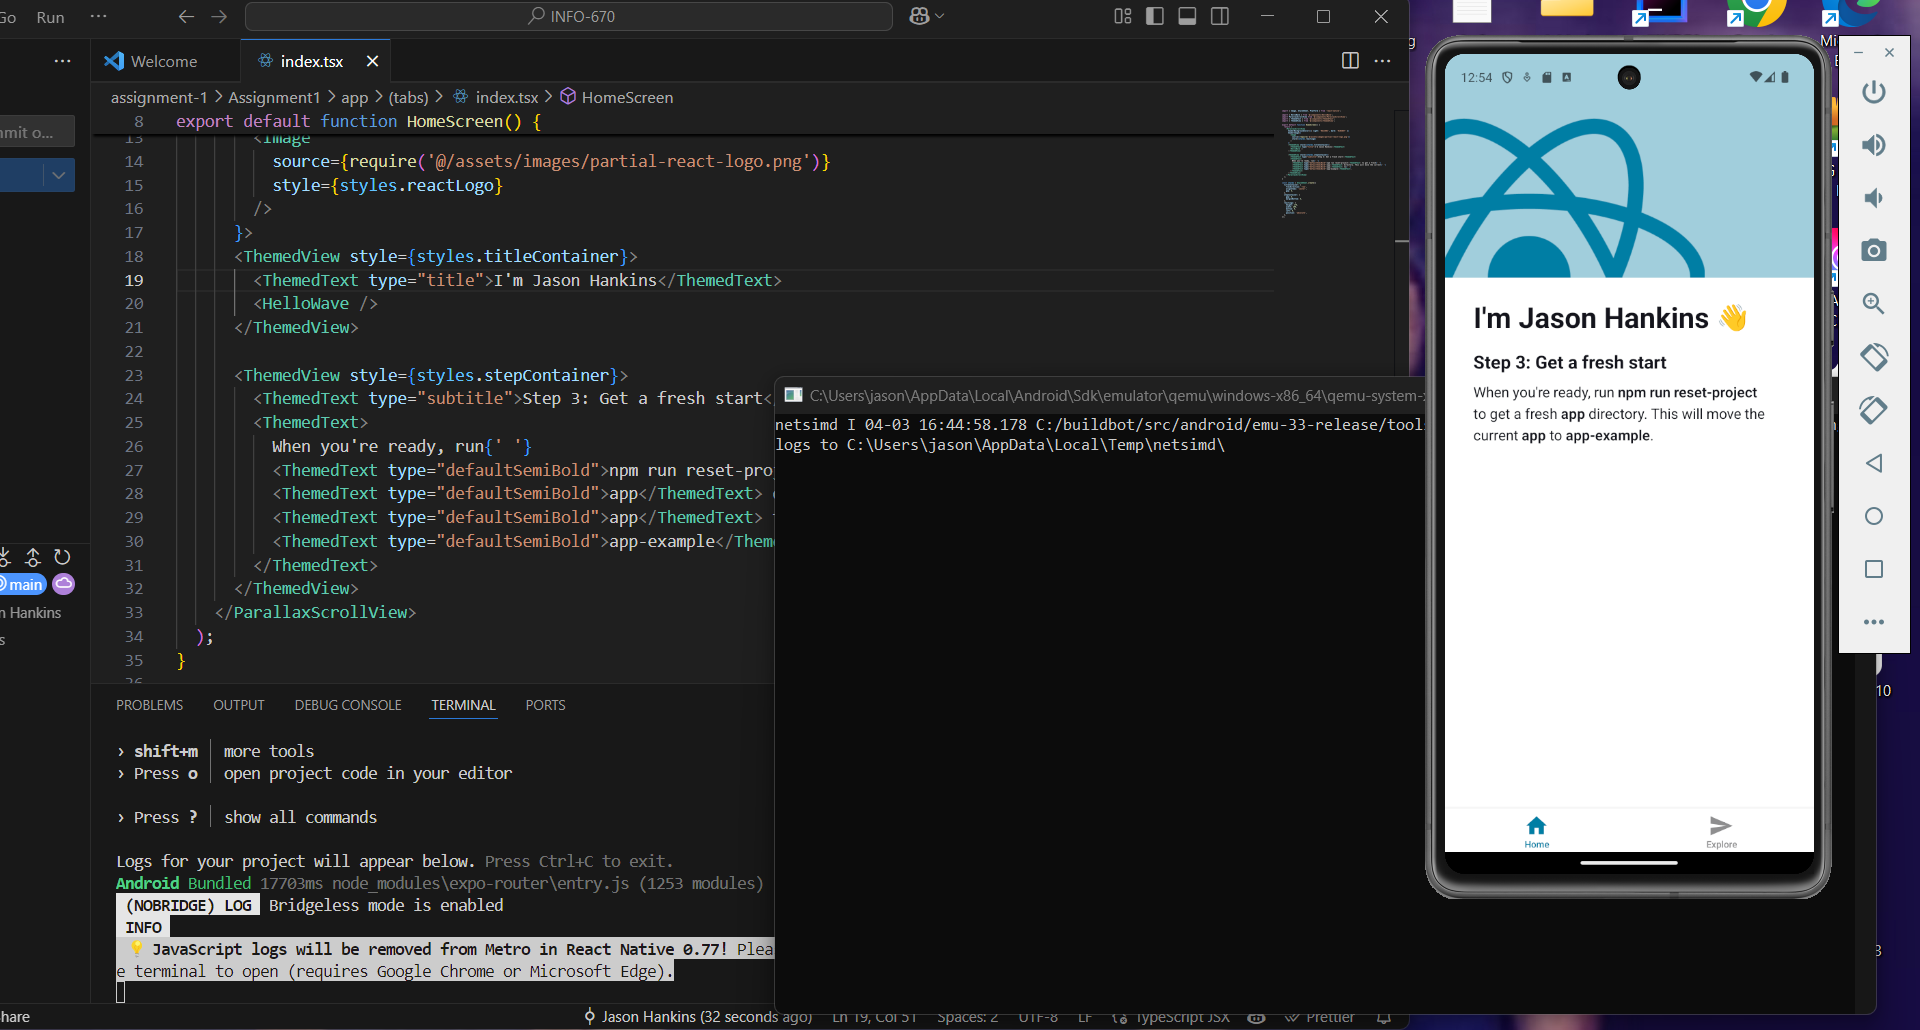 Go Run ··· INFO-670
mmit o...
main
n Hankins
s
Share
Welcome index.tsx
assignment-1 > Assignment1 > app > (tabs) > index.tsx > HomeScreen
8 export default function HomeScreen() {
13 <Image
14 source={require('@/assets/images/partial-react-logo.png')}
15 style={styles.reactLogo}
16 />
17 }>
18 <ThemedView style={styles.titleContainer}>
19 <ThemedText type="title">I'm Jason Hankins</ThemedText>
20 <HelloWave />
21 </ThemedView>
22
23 <ThemedView style={styles.stepContainer}>
24 <ThemedText type="subtitle">Step 3: Get a fresh start<
25 <ThemedText>
26 When you're ready, run{' '}
27 <ThemedText type="defaultSemiBold">npm run reset-pro
28 <ThemedText type="defaultSemiBold">app</ThemedText>
29 <ThemedText type="defaultSemiBold">app</ThemedText>
30 <ThemedText type="defaultSemiBold">app-example</Them
31 </ThemedText>
32 </ThemedView>
33 </ParallaxScrollView>
34 );
35 }
36
PROBLEMS OUTPUT DEBUG CONSOLE TERMINAL PORTS
› shift+m │ more tools
› Press o │ open project code in your editor
› Press ? │ show all commands
Logs for your project will appear below. Press Ctrl+C to exit.
Android Bundled 17703ms node_modules\expo-router\entry.js (1253 modules)
(NOBRIDGE) LOG Bridgeless mode is enabled
INFO
💡 JavaScript logs will be removed from Metro in React Native 0.77! Plea
e terminal to open (requires Google Chrome or Microsoft Edge).
Jason Hankins (32 seconds ago) Ln 19, Col 51 Spaces: 2 UTF-8 LF TypeScript JSX Prettier
C:\Users\jason\AppData\Local\Android\Sdk\emulator\qemu\windows-x86_64\qemu-system-
netsimd I 04-03 16:44:58.178 C:/buildbot/src/android/emu-33-release/tool
logs to C:\Users\jason\AppData\Local\Temp\netsimd\
12:54
I'm Jason Hankins 👋
Step 3: Get a fresh start
When you're ready, run npm run reset-project
to get a fresh app directory. This will move the
current app to app-example.
Home Explore
g
Mi
10